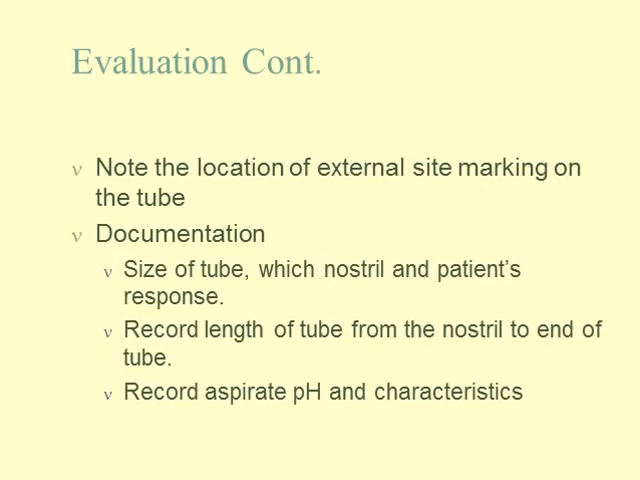 Evaluation Cont.
ν Note the location of external site marking on
the tube
ν Documentation
ν Size of tube, which nostril and patient’s
response.
ν Record length of tube from the nostril to end of
tube.
ν Record aspirate pH and characteristics